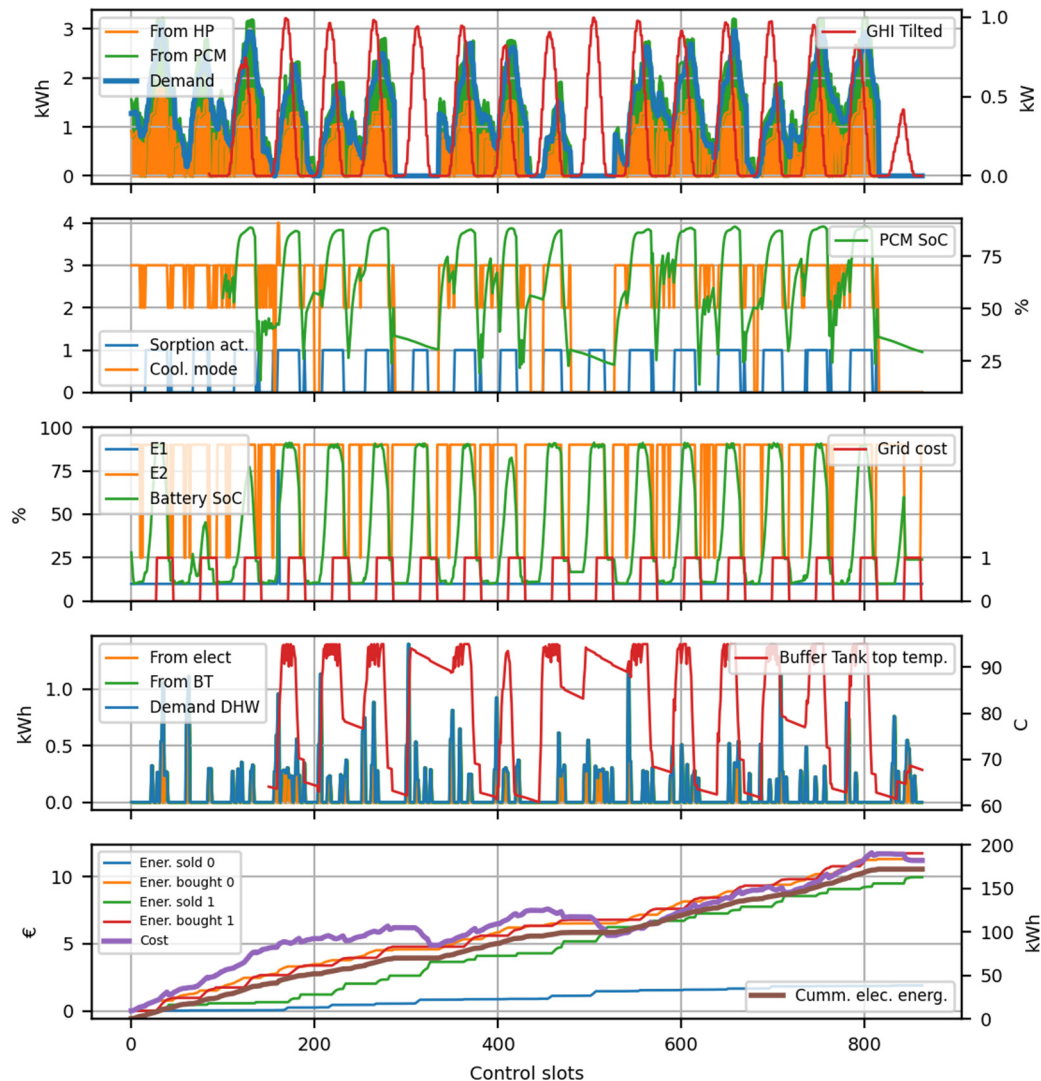 From HP
From PCM
Demand
GHI Tilted
3
2
1
0
kWh
1.0
0.5
0.0
kW
PCM SoC
Sorption act.
Cool. mode
4
3
2
1
0
75
50
25
%
E1
E2
Battery SoC
Grid cost
100
75
50
25
0
%
1
0
From elect
From BT
Demand DHW
Buffer Tank top temp.
1.0
0.5
0.0
kWh
90
80
70
60
C
Ener. sold 0
Ener. bought 0
Ener. sold 1
Ener. bought 1
Cost
Cumm. elec. energ.
10
5
0
€
200
150
100
50
0
kWh
0
200
400
600
800
Control slots